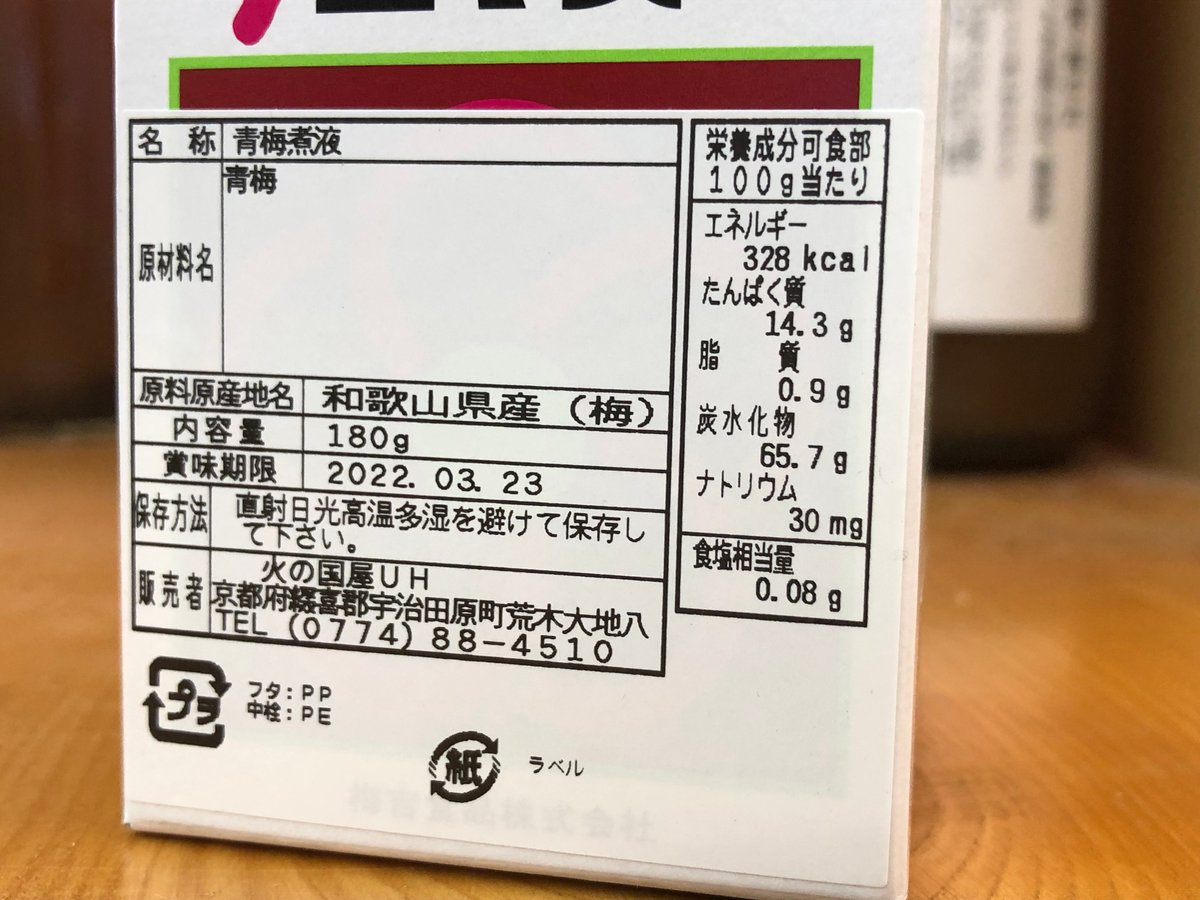 名 称 青梅煮液
原材料名 青梅
原料原産地名 和歌山県産(梅)
内容量 180g
賞味期限 2022. 03. 23
保存方法 直射日光高温多湿を避けて保存し
て下さい。
販売者 火の国屋UH
京都府綴喜郡宇治田原町荒木大地八
TEL (0774) 88-4510
栄養成分可食部
100g当たり
エネルギー
328 kcal
たんぱく質
14.3 g
脂 質
0.9 g
炭水化物
65.7 g
ナトリウム
30 mg
食塩相当量
0.08 g
プラ
フタ:PP
中栓:PE
紙 ラベル